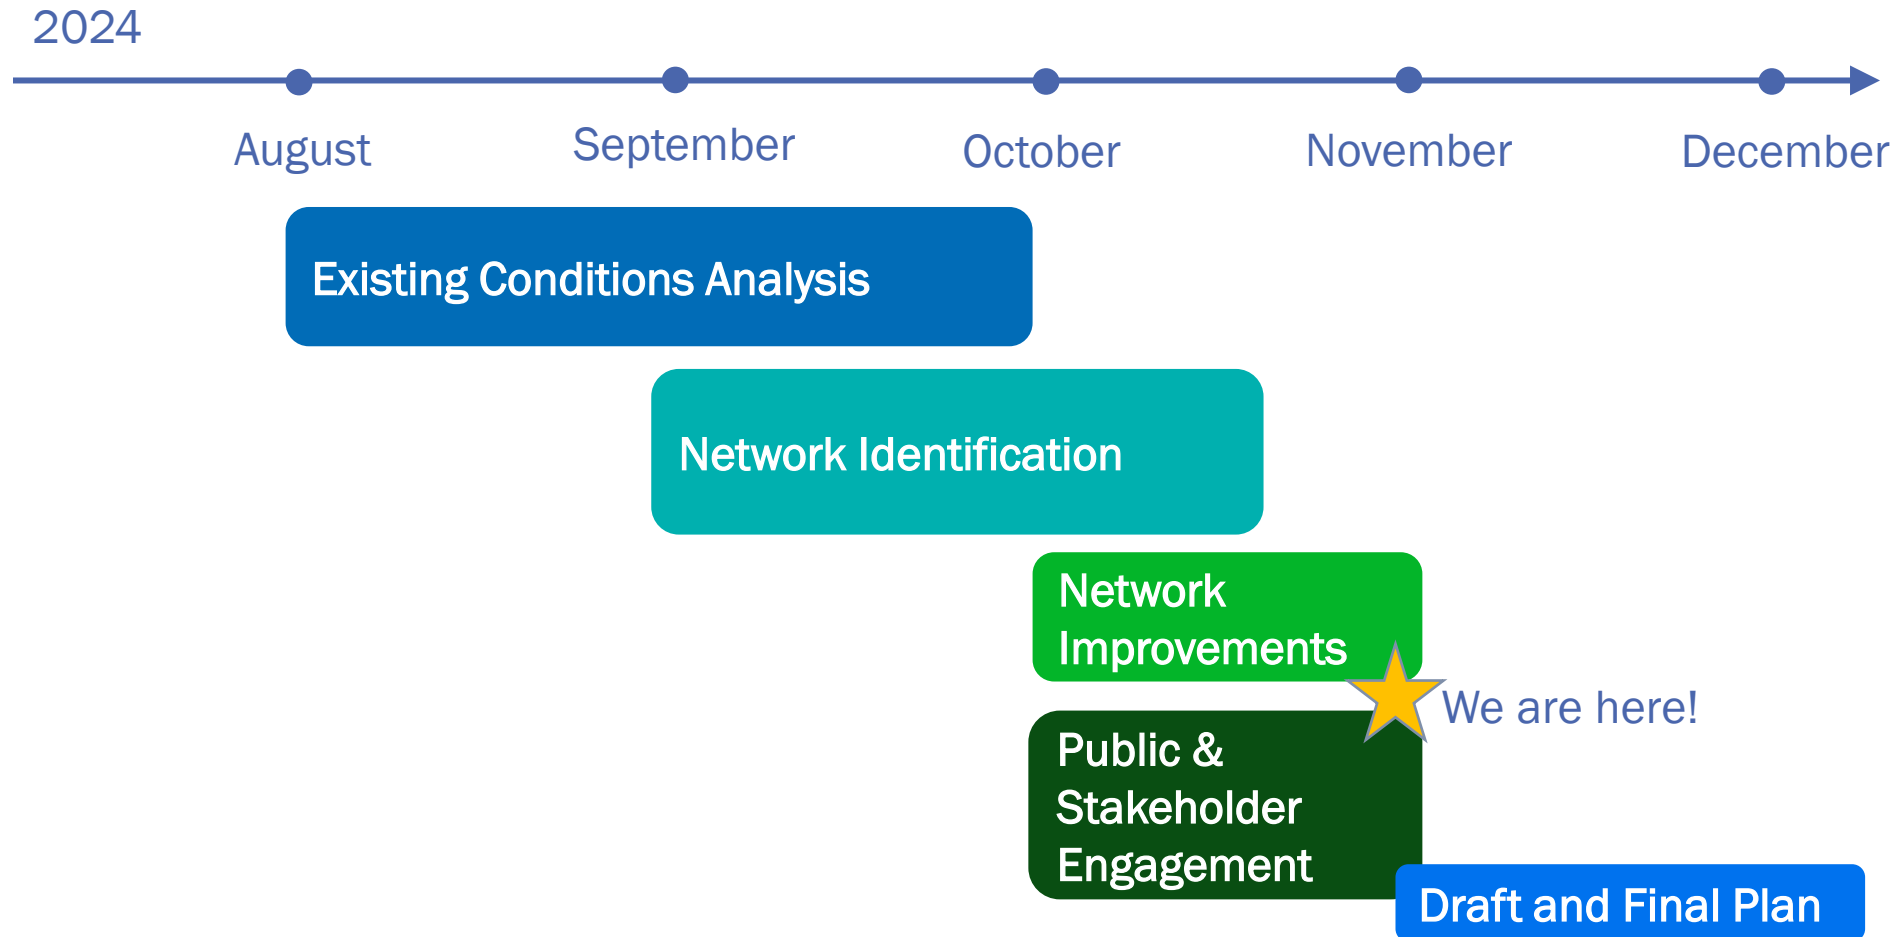 2024
August
September
October
November
December
Existing Conditions Analysis
Network Identification
Network
Improvements
We are here!
Public &
Stakeholder
Engagement
Draft and Final Plan